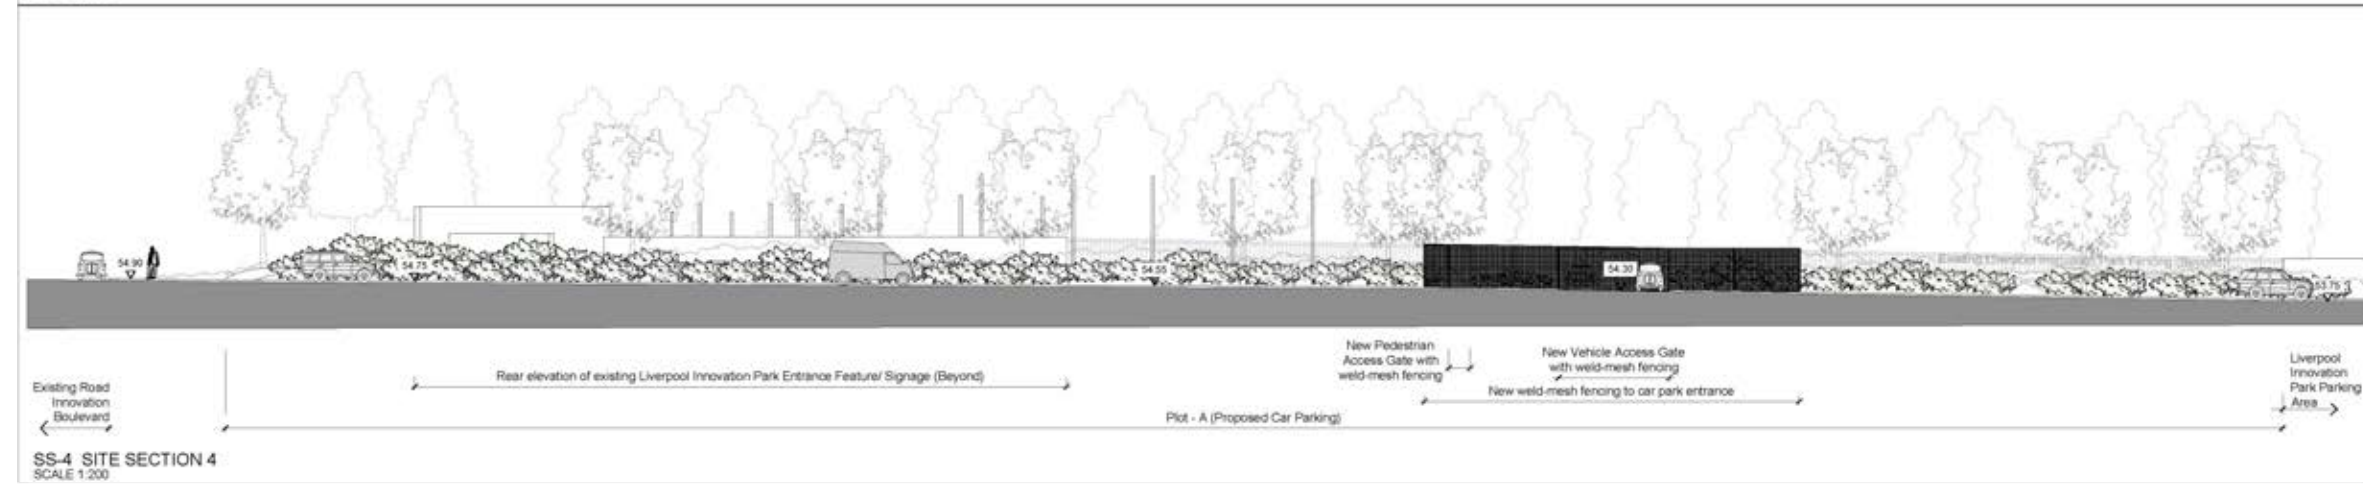 54.90
54.75
54.55
54.30
53.75
New Pedestrian
Access Gate with
weld-mesh fencing
New Vehicle Access Gate
with weld-mesh fencing
Liverpool
Innovation
Park Parking
Area
Existing Road
Innovation
Boulevard
Rear elevation of existing Liverpool Innovation Park Entrance Feature/ Signage (Beyond)
New weld-mesh fencing to car park entrance
Plot - A (Proposed Car Parking)
SS-4 SITE SECTION 4
SCALE 1:200